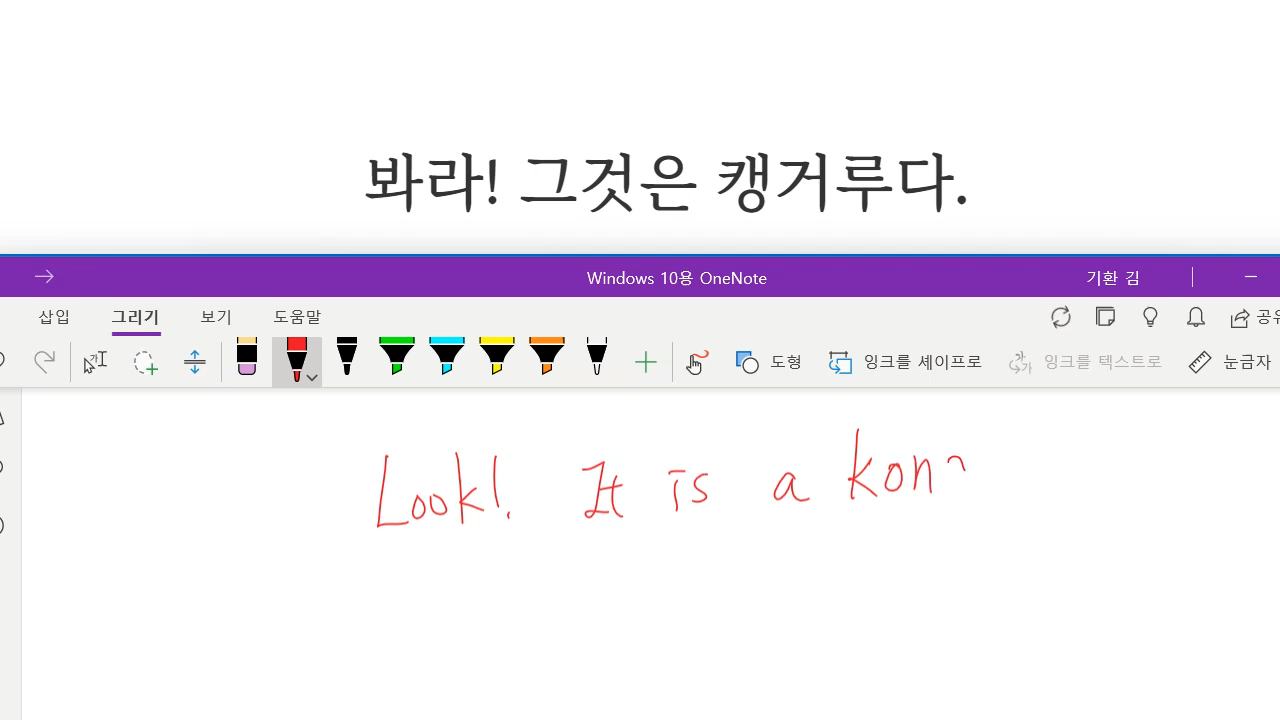 봐라! 그것은 캥거루다.
Windows 10용 OneNote 기환 김
삽입 그리기 보기 도움말 공유
가 도형 잉크를 셰이프로 가 잉크를 텍스트로 눈금자
Look! It is a kon